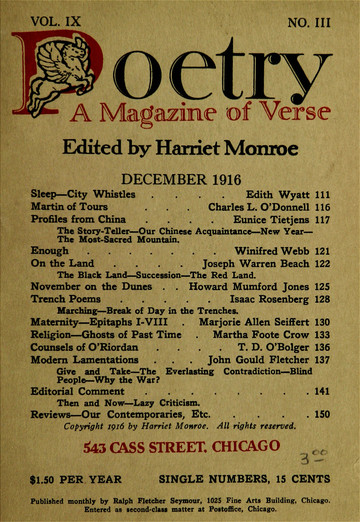 VOL. IX NO. III
Poetry
A Magazine of Verse
Edited by Harriet Monroe
DECEMBER 1916
Sleep—City Whistles . . . . Edith Wyatt 111
Martin of Tours . . . Charles L. O'Donnell 116
Profiles from China . . . . Eunice Tietjens 117
The Story-Teller—Our Chinese Acquaintance—New Year—
The Most-Sacred Mountain.
Enough . . . . . . . Winifred Webb 121
On the Land . . . . Joseph Warren Beach 122
The Black Land—Succession—The Red Land.
November on the Dunes . . Howard Mumford Jones 125
Trench Poems . . . . . Isaac Rosenberg 128
Marching—Break of Day in the Trenches.
Maternity—Epitaphs I-VIII . Marjorie Allen Seiffert 130
Religion—Ghosts of Past Time . Martha Foote Crow 133
Counsels of O'Riordan . . . . T. D. O'Bolger 136
Modern Lamentations . . . John Gould Fletcher 137
Give and Take—The Everlasting Contradiction—Blind
People—Why the War?
Editorial Comment . . . . . . . 141
Then and Now—Lazy Criticism.
Reviews—Our Contemporaries, Etc. . . . . 150
Copyright 1916 by Harriet Monroe. All rights reserved.
543 CASS STREET, CHICAGO
3 00
$1.50 PER YEAR SINGLE NUMBERS, 15 CENTS
Published monthly by Ralph Fletcher Seymour, 1025 Fine Arts Building, Chicago.
Entered as second-class matter at Postoffice, Chicago.